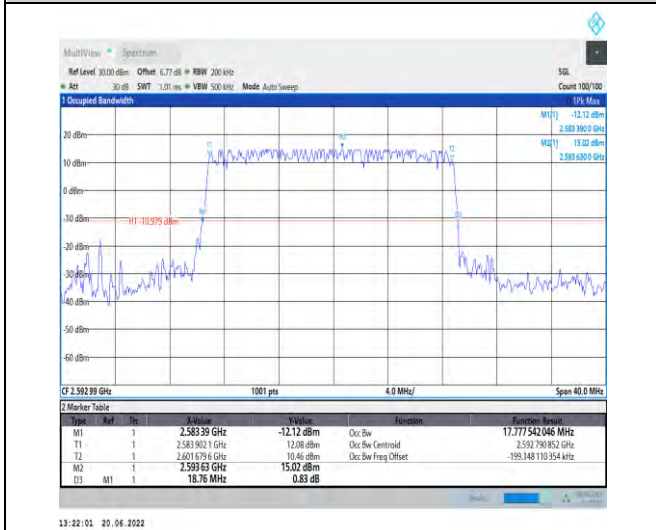 MultiView Spectrum
Ref Level 30.00 dBm Offset 6.77 dB RBW 200 kHz SGL
Att 30 dB SWT 1.01 ms VBW 500 kHz Mode Auto Sweep Count 100/100
1 Occupied Bandwidth 1Pk Max
M1[1] -12.12 dBm
2.583 390 0 GHz
M2[1] 15.02 dBm
2.593 630 0 GHz
20 dBm
T1 M2 T2
10 dBm
0 dBm
-10 dBm
H1 -10.979 dBm
M1 D3
-20 dBm
-30 dBm
-40 dBm
-50 dBm
-60 dBm
CF 2.592 99 GHz 1001 pts 4.0 MHz/ Span 40.0 MHz
2 Marker Table
Type Ref Trc X-Value Y-Value Function Function Result
M1 1 2.583 39 GHz -12.12 dBm Occ Bw 17.777 542 046 MHz
T1 1 2.583 902 1 GHz 12.08 dBm Occ Bw Centroid 2.592 790 852 GHz
T2 1 2.601 679 6 GHz 10.46 dBm Occ Bw Freq Offset -199.148 110 354 kHz
M2 1 2.593 63 GHz 15.02 dBm
D3 M1 1 18.76 MHz 0.83 dB
13:22:01 20.06.2022